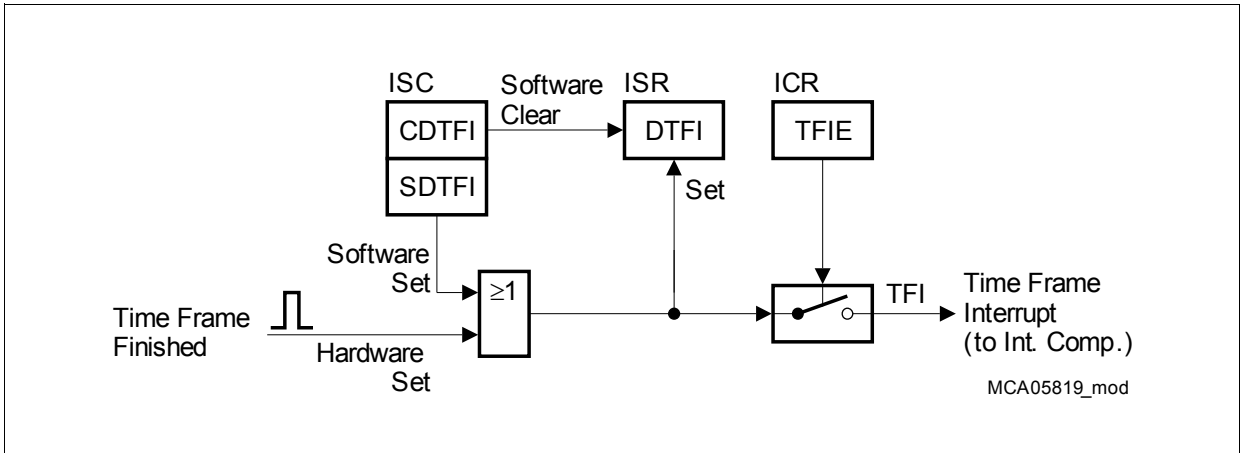 ISC
Software
Clear
ISR
ICR
CDTFI
DTFI
TFIE
SDTFI
Set
Software
Set
≥1
TFI
Time Frame
Interrupt
(to Int. Comp.)
Time Frame
Finished
Hardware
Set
MCA05819_mod